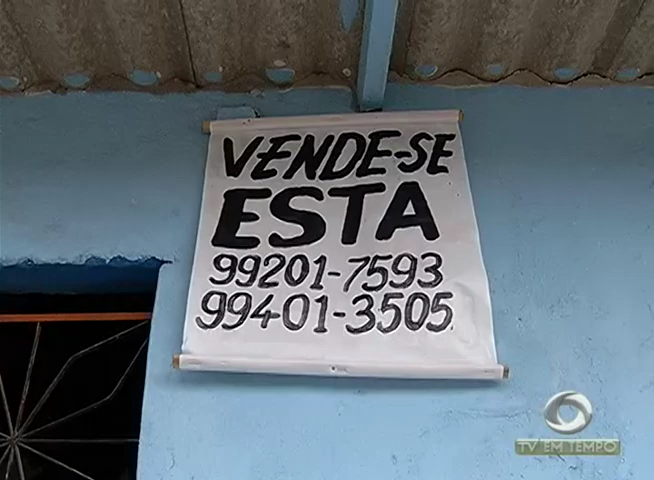 VENDE-SE
ESTA
99201-7593
99401-3505
TV EM TEMPO